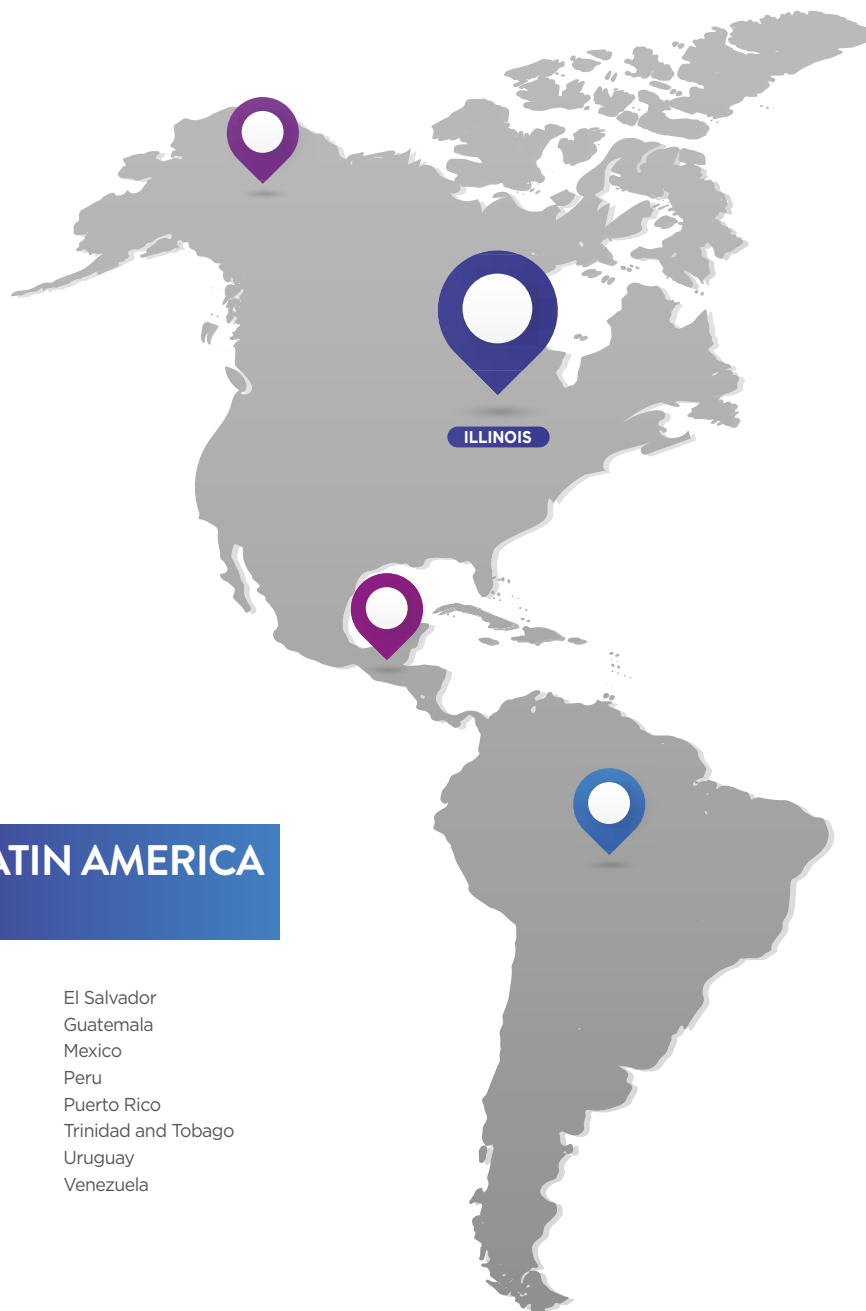 ILLINOIS
ATIN AMERICA
El Salvador
Guatemala
Mexico
Peru
Puerto Rico
Trinidad and Tobago
Uruguay
Venezuela